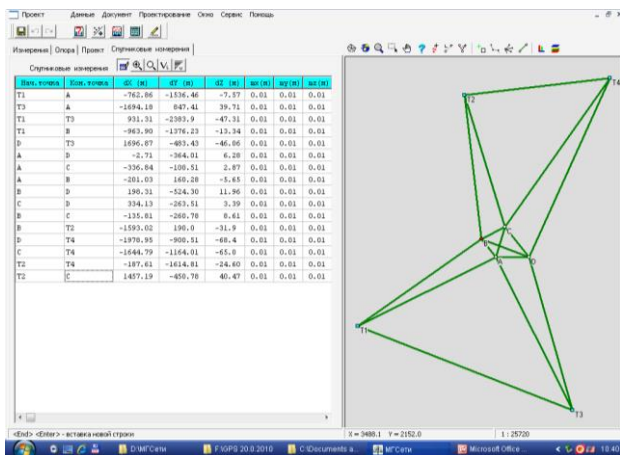 Проект Данные Документ Проектирование Окно Сервис Помощь
Измерения Опора Проект Спутниковые измерения
Спутниковые измерения
Нач.точка Кон.точка dX (м) dY (м) dZ (м) mx(м) my(м) mz(м)
T1 A -762.86 -1536.46 -7.57 0.01 0.01 0.01
T3 A -1694.18 847.41 39.71 0.01 0.01 0.01
T1 T3 931.31 -2383.9 -47.31 0.01 0.01 0.01
T1 B -963.90 -1376.23 -13.34 0.01 0.01 0.01
D T3 1696.87 -483.43 -46.06 0.01 0.01 0.01
A D -2.71 -364.01 6.28 0.01 0.01 0.01
A C -336.84 -100.51 2.87 0.01 0.01 0.01
A B -201.03 160.28 -5.65 0.01 0.01 0.01
B D 198.31 -524.30 11.96 0.01 0.01 0.01
C D 334.13 -263.51 3.39 0.01 0.01 0.01
B C -135.81 -260.78 8.61 0.01 0.01 0.01
B T2 -1593.02 190.0 -31.9 0.01 0.01 0.01
D T4 -1978.95 -900.51 -68.4 0.01 0.01 0.01
C T4 -1644.79 -1164.01 -65.0 0.01 0.01 0.01
T2 T4 -187.61 -1614.81 -24.60 0.01 0.01 0.01
T2 C 1457.19 -450.78 40.47 0.01 0.01 0.01
T4
T2
C
B
A D
T1
T3
<End> <Enter> - вставка новой строки X = 3488.1 Y = 2152.0 1 : 25720
D:\МГСети F:\GPS 20.8.2010 C:\Documents a... МГСети Microsoft Office ... 10:40